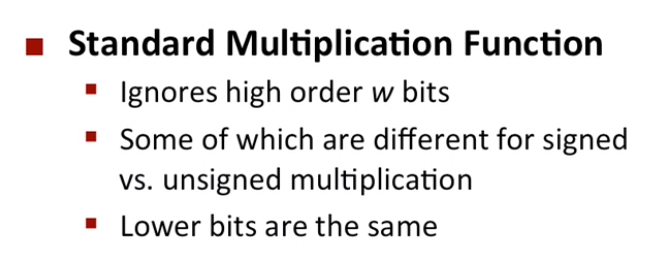 Standard Multiplication Function
Ignores high order w bits
Some of which are different for signed
vs. unsigned multiplication
Lower bits are the same